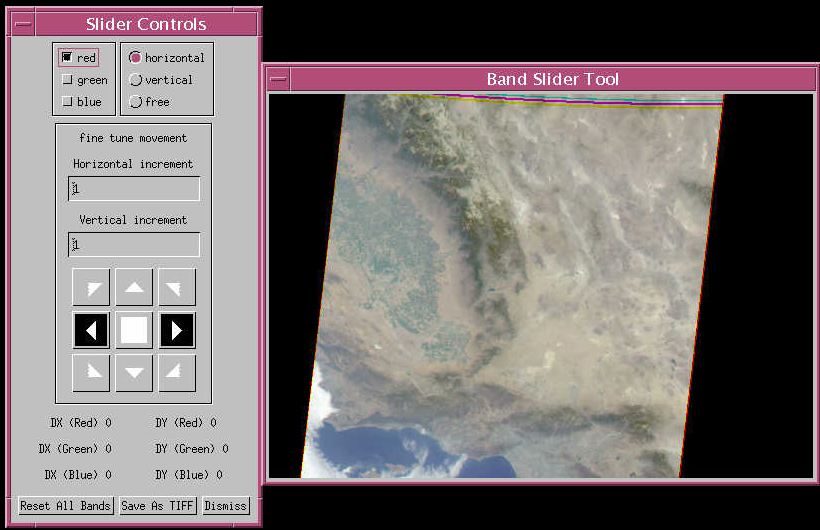 Slider Controls
red
horizontal
green
vertical
blue
free
fine tune movement
Horizontal increment
1
Vertical increment
1
DX (Red) 0 DY (Red) 0
DX (Green) 0 DY (Green) 0
DX (Blue) 0 DY (Blue) 0
Reset All Bands Save As TIFF Dismiss
Band Slider Tool